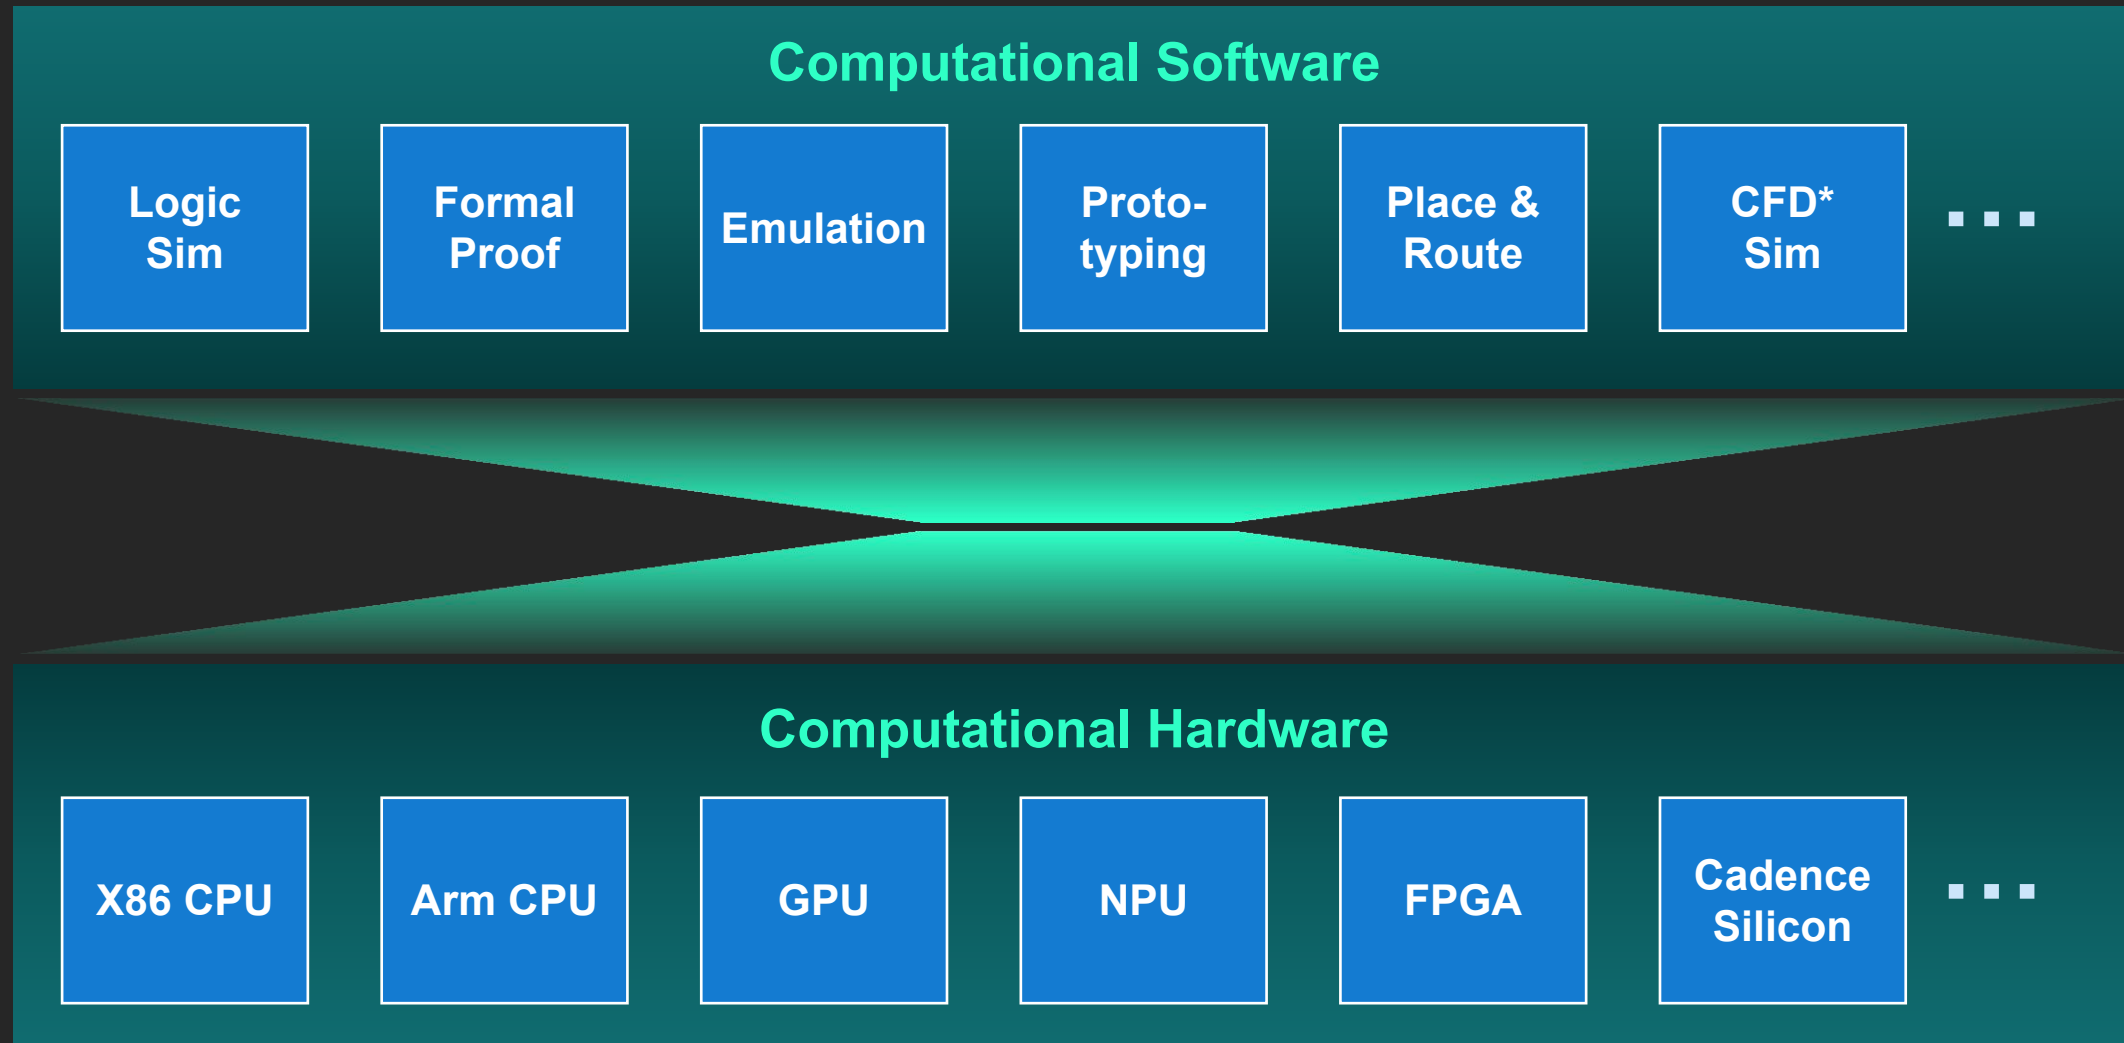 Computational Software
Logic
Sim
Formal
Proof
Emulation
Proto-
typing
Place &
Route
CFD*
Sim
...
Computational Hardware
X86 CPU
Arm CPU
GPU
NPU
FPGA
Cadence
Silicon
...